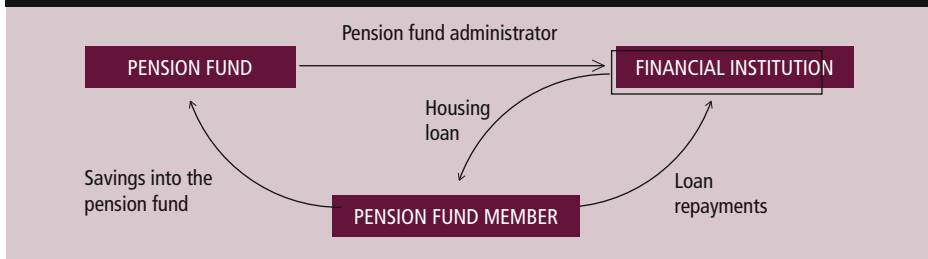 Pension fund administrator
PENSION FUND
FINANCIAL INSTITUTION
Housing
loan
Savings into the
pension fund
Loan
repayments
PENSION FUND MEMBER